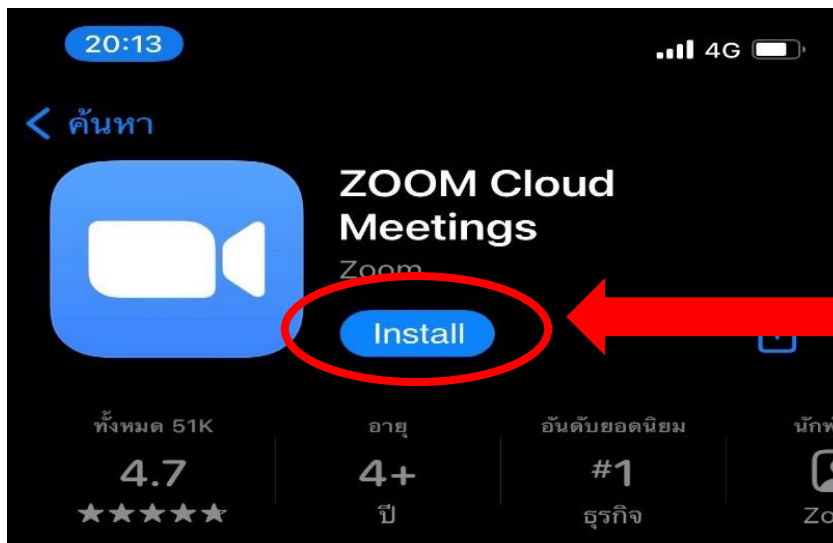 20:13
4G
ค้นหา
ZOOM Cloud
Meetings
Zoom
Install
ทั้งหมด 51K
อายุ
อันดับยอดนิยม
4.7
4+
#1
ปี
ธุรกิจ